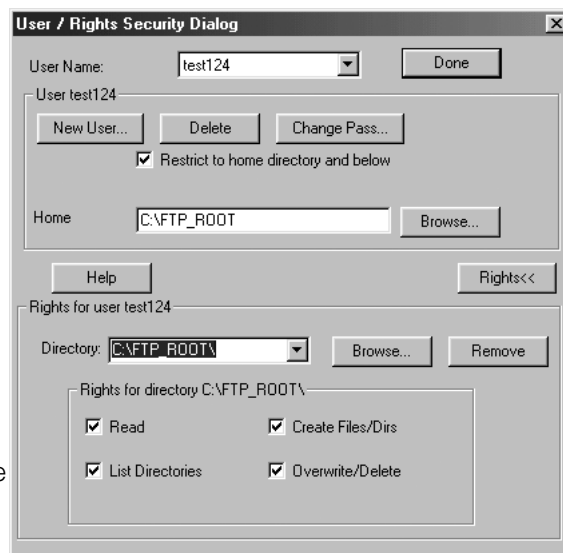 User / Rights Security Dialog
User Name: test124 Done
User test124
New User... Delete Change Pass...
Restrict to home directory and below
Home C:\FTP_ROOT Browse...
Help Rights<<
Rights for user test124
Directory: C:\FTP_ROOT\ Browse... Remove
Rights for directory C:\FTP_ROOT\
Read Create Files/Dirs
List Directories Overwrite/Delete
e